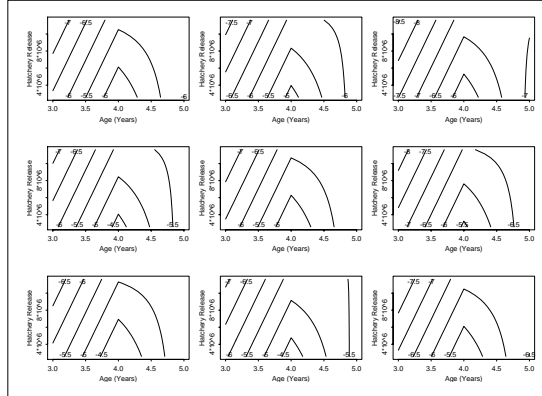 Hatchery Release
4*10^6 8*10^6
-7 -6.5
-6 -5.5 -5 -6
3.0 3.5 4.0 4.5 5.0
Age (Years)
Hatchery Release
4*10^6 8*10^6
-7.5 -7
-6.5 -6 -5.5 -5 -6
3.0 3.5 4.0 4.5 5.0
Age (Years)
Hatchery Release
4*10^6 8*10^6
-8.5 -8
-7.5 -7 -6.5 -6 -7
3.0 3.5 4.0 4.5 5.0
Age (Years)
Hatchery Release
4*10^6 8*10^6
-7 -6.5
-6 -5.5 -5 -4.5 -5.5
3.0 3.5 4.0 4.5 5.0
Age (Years)
Hatchery Release
4*10^6 8*10^6
-7 -6.5
-6 -5.5 -5
3.0 3.5 4.0 4.5 5.0
Age (Years)
Hatchery Release
4*10^6 8*10^6
-8 -7.5
-7 -6.5 -6 -5.5 -5.5
3.0 3.5 4.0 4.5 5.0
Age (Years)
Hatchery Release
4*10^6 8*10^6
-6.5 -6
-5.5 -5 -4.5
3.0 3.5 4.0 4.5 5.0
Age (Years)
Hatchery Release
4*10^6 8*10^6
-7 -6.5
-6 -5.5 -5 -4.5 -5.5
3.0 3.5 4.0 4.5 5.0
Age (Years)
Hatchery Release
4*10^6 8*10^6
-7.5 -7
-6.5 -6 -5.5 -6.5
3.0 3.5 4.0 4.5 5.0
Age (Years)